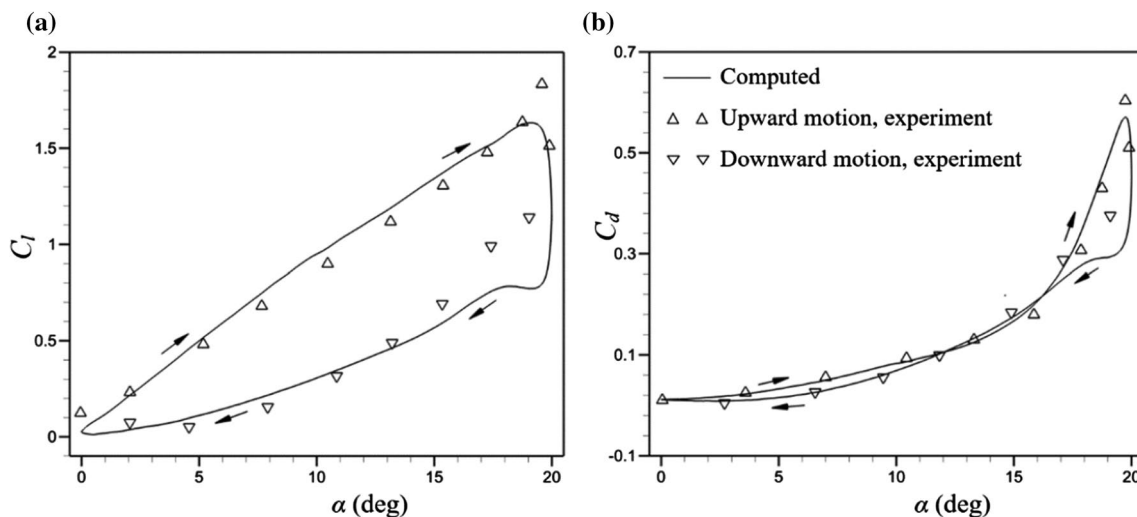 (a)
2
1.5
1
0.5
0
0
5
10
15
20
C_l
α (deg)
(b)
0.7
0.5
0.3
0.1
-0.1
0
5
10
15
20
C_d
α (deg)
Computed
Upward motion, experiment
Downward motion, experiment